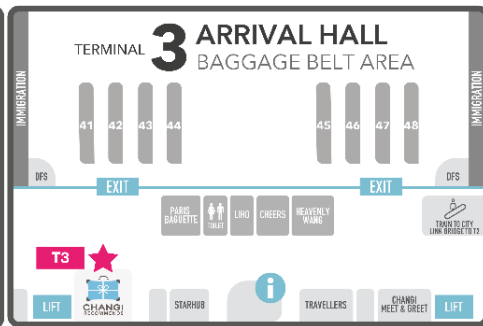 TERMINAL 3 ARRIVAL HALL
BAGGAGE BELT AREA
IMMIGRATION
IMMIGRATION
41 42 43 44
45 46 47 48
DFS
DFS
EXIT
EXIT
PARIS BAGUETTE
TOILET
LIHO
CHEERS
HEAVENLY WANG
TRAIN TO CITY
LINK BRIDGE TO T2
T3
LIFT
CHANGI
RECOMMENDS
STARHUB
i
TRAVELLERS
CHANGI
MEET & GREET
LIFT